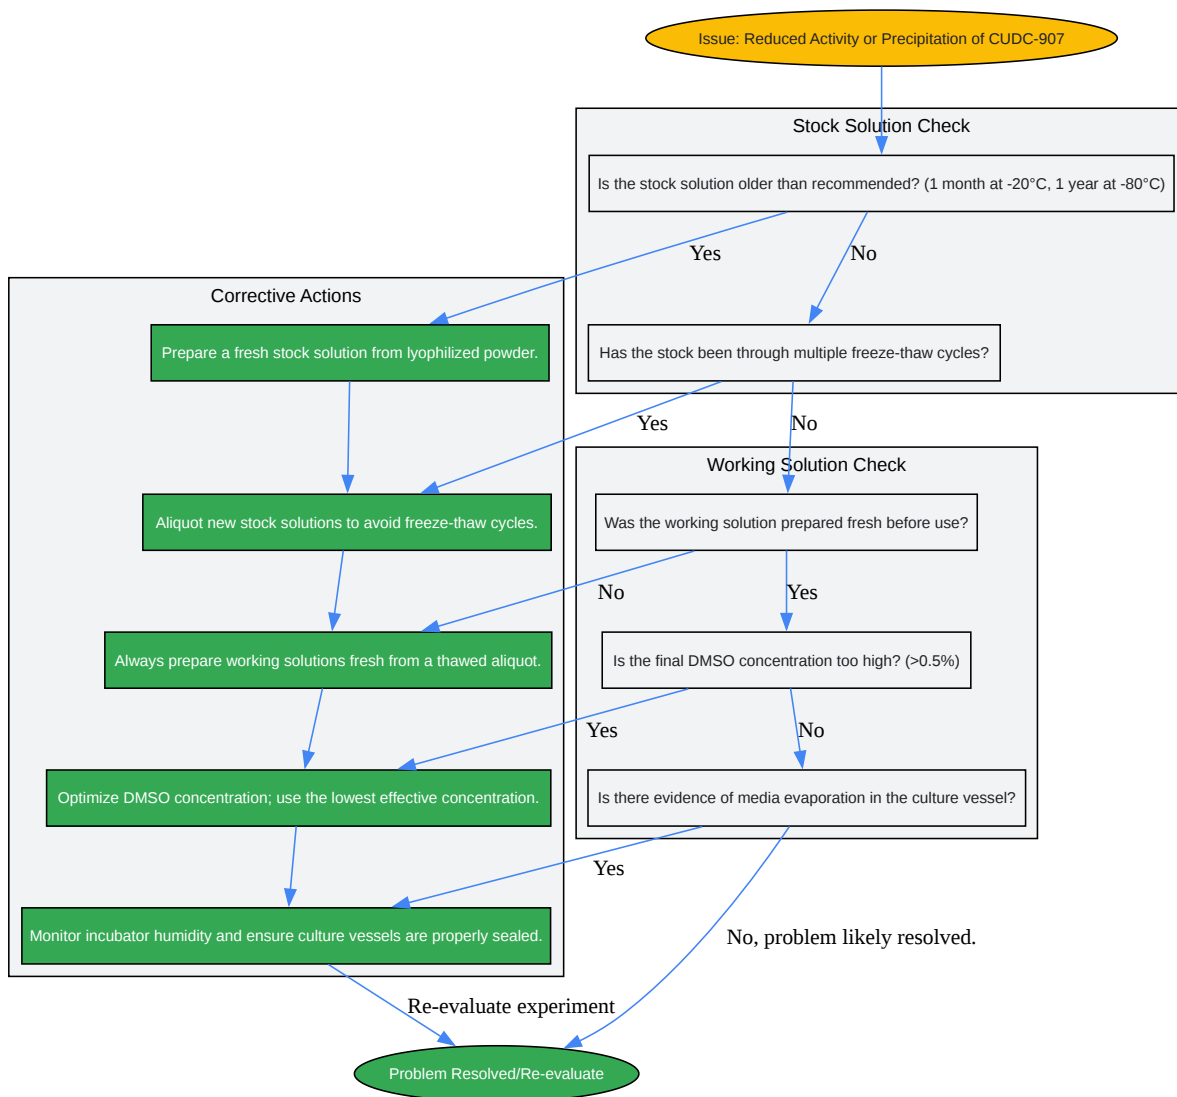 Issue: Reduced Activity or Precipitation of CUDC-907
Stock Solution Check
Is the stock solution older than recommended? (1 month at -20°C, 1 year at -80°C)
Yes
No
Corrective Actions
Prepare a fresh stock solution from lyophilized powder.
Has the stock been through multiple freeze-thaw cycles?
Yes
No
Working Solution Check
Aliquot new stock solutions to avoid freeze-thaw cycles.
Was the working solution prepared fresh before use?
No
Yes
Always prepare working solutions fresh from a thawed aliquot.
Is the final DMSO concentration too high? (>0.5%)
Yes
No
Optimize DMSO concentration; use the lowest effective concentration.
Is there evidence of media evaporation in the culture vessel?
Yes
Monitor incubator humidity and ensure culture vessels are properly sealed.
No, problem likely resolved.
Re-evaluate experiment
Problem Resolved/Re-evaluate